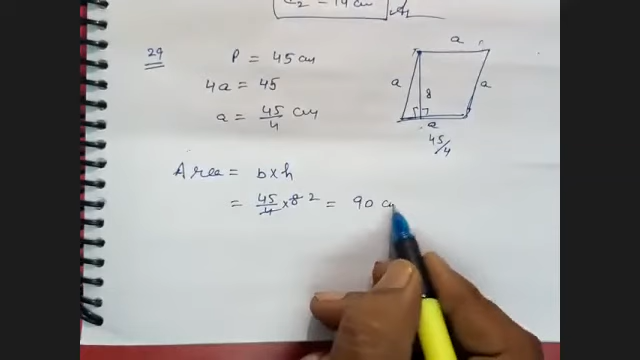 29
P = 45 cm
4a = 45
a = 45/4 cm
a
a
8
a
a
45/4
Area = b x h
= 45/4 x 8 2 = 90 c